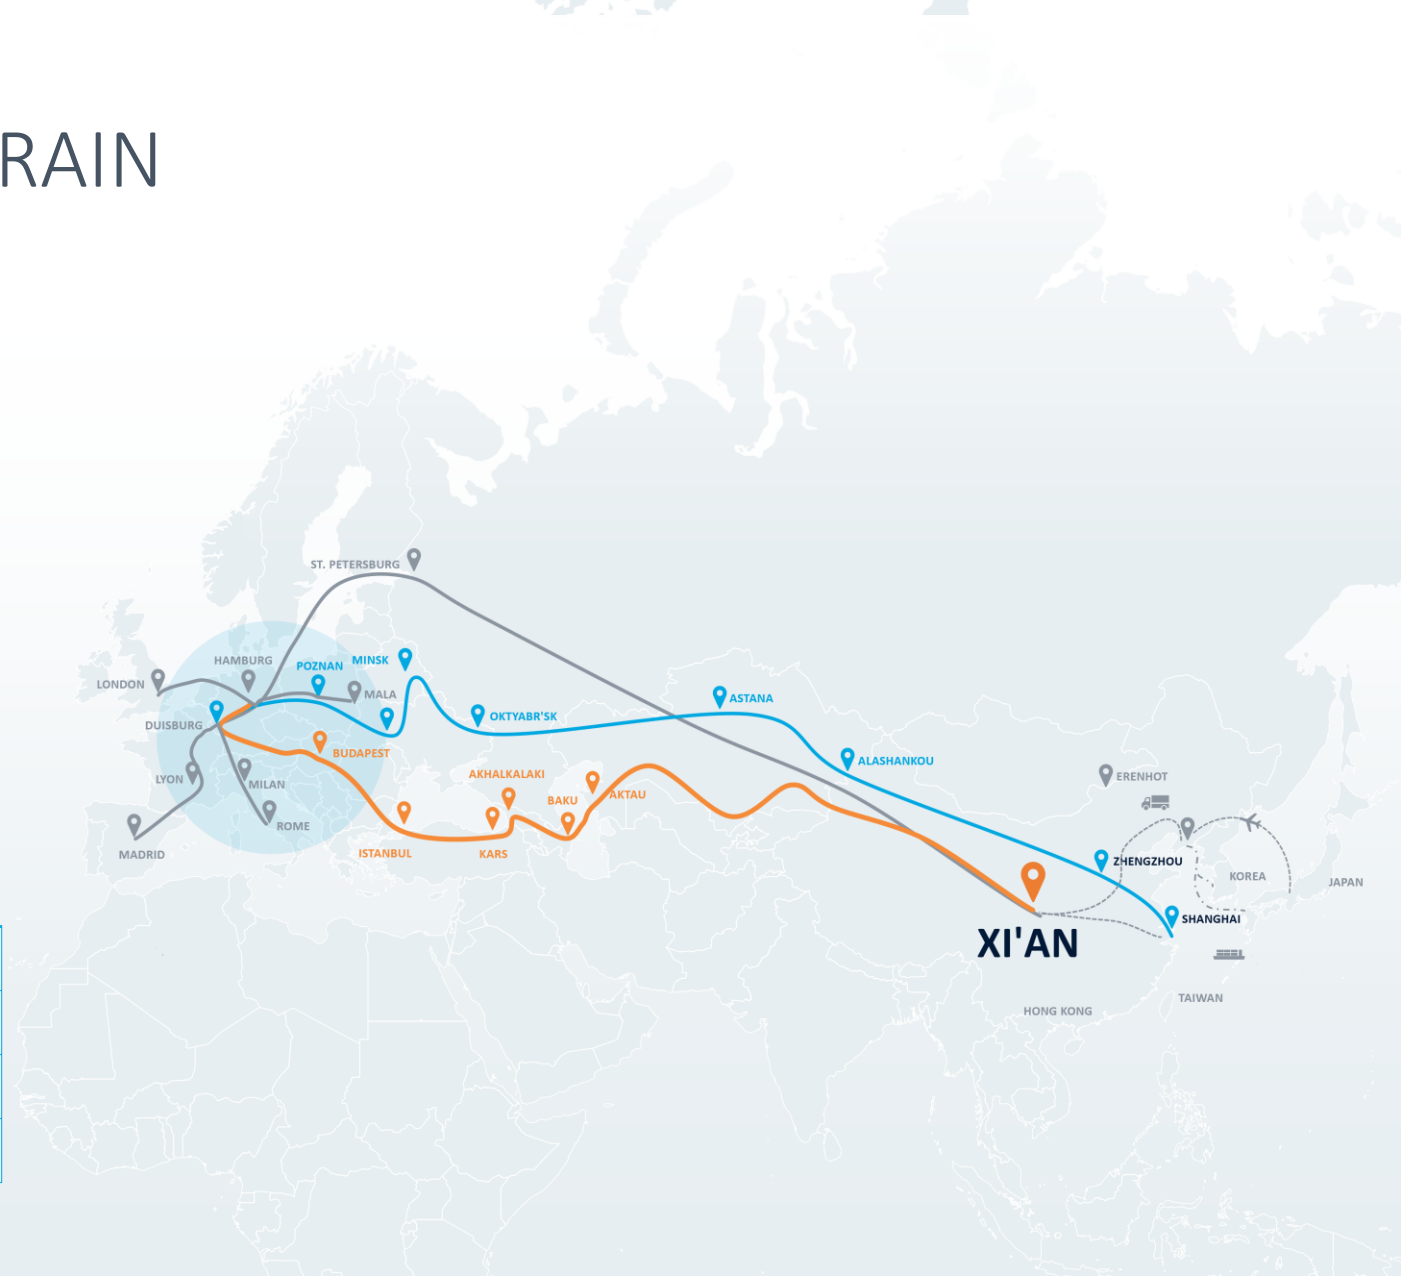 RAIN
ST. PETERSBURG
HAMBURG
POZNAN
MINSK
LONDON
MALA
ASTANA
DUISBURG
OKTYABR'SK
BUDAPEST
ALASHANKOU
LYON
MILAN
AKHALKALAKI
ERENHOT
BAKU
AKTAU
ROME
MADRID
ISTANBUL
KARS
ZHENGZHOU
KOREA
JAPAN
SHANGHAI
XI'AN
TAIWAN
HONG KONG